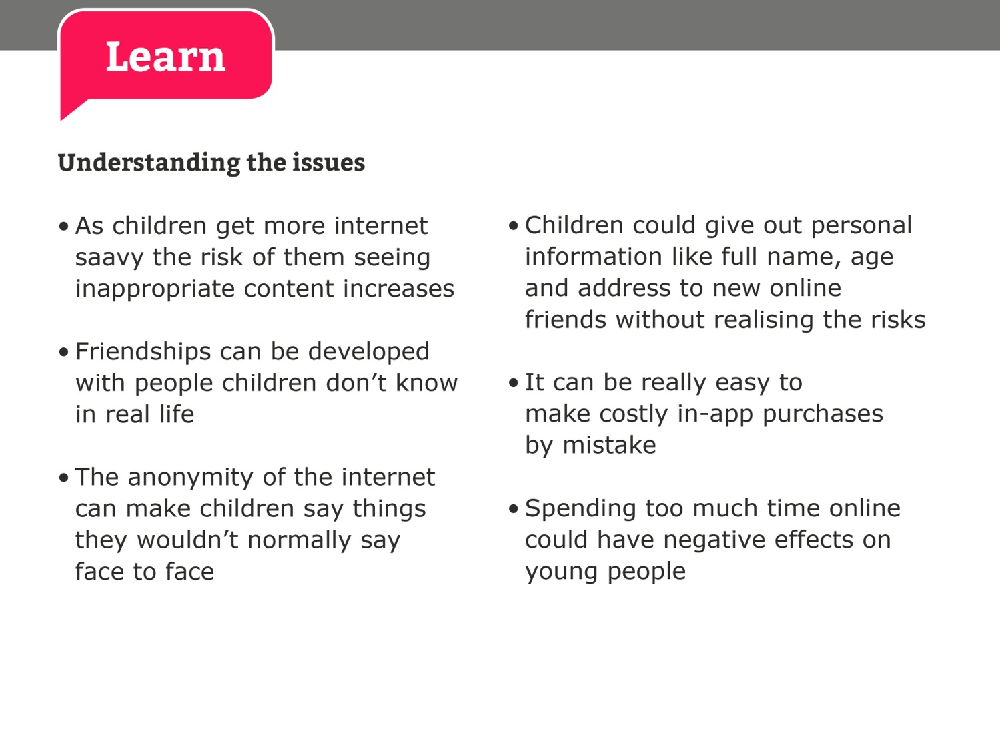 Learn
Understanding the issues
• As children get more internet
saavy the risk of them seeing
inappropriate content increases
• Friendships can be developed
with people children don’t know
in real life
• The anonymity of the internet
can make children say things
they wouldn’t normally say
face to face
• Children could give out personal
information like full name, age
and address to new online
friends without realising the risks
• It can be really easy to
make costly in-app purchases
by mistake
• Spending too much time online
could have negative effects on
young people